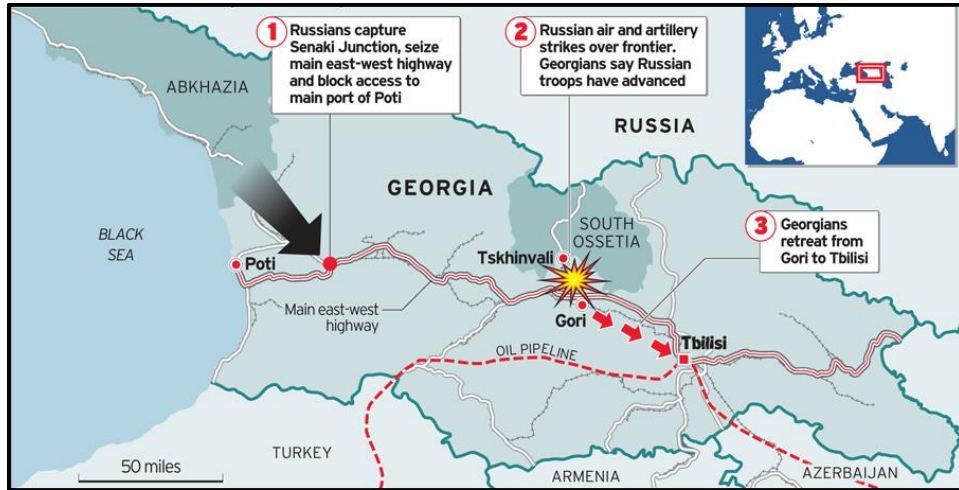 1
Russians capture
Senaki Junction, seize
main east-west highway
and block access to
main port of Poti
2
Russian air and artillery
strikes over frontier.
Georgians say Russian
troops have advanced
ABKHAZIA
RUSSIA
GEORGIA
BLACK
SEA
SOUTH
OSSETIA
3
Georgians
retreat from
Gori to Tbilisi
Tskhinvali
Poti
Main east-west
highway
Gori
Tbilisi
OIL PIPELINE
50 miles
TURKEY
ARMENIA
AZERBAIJAN